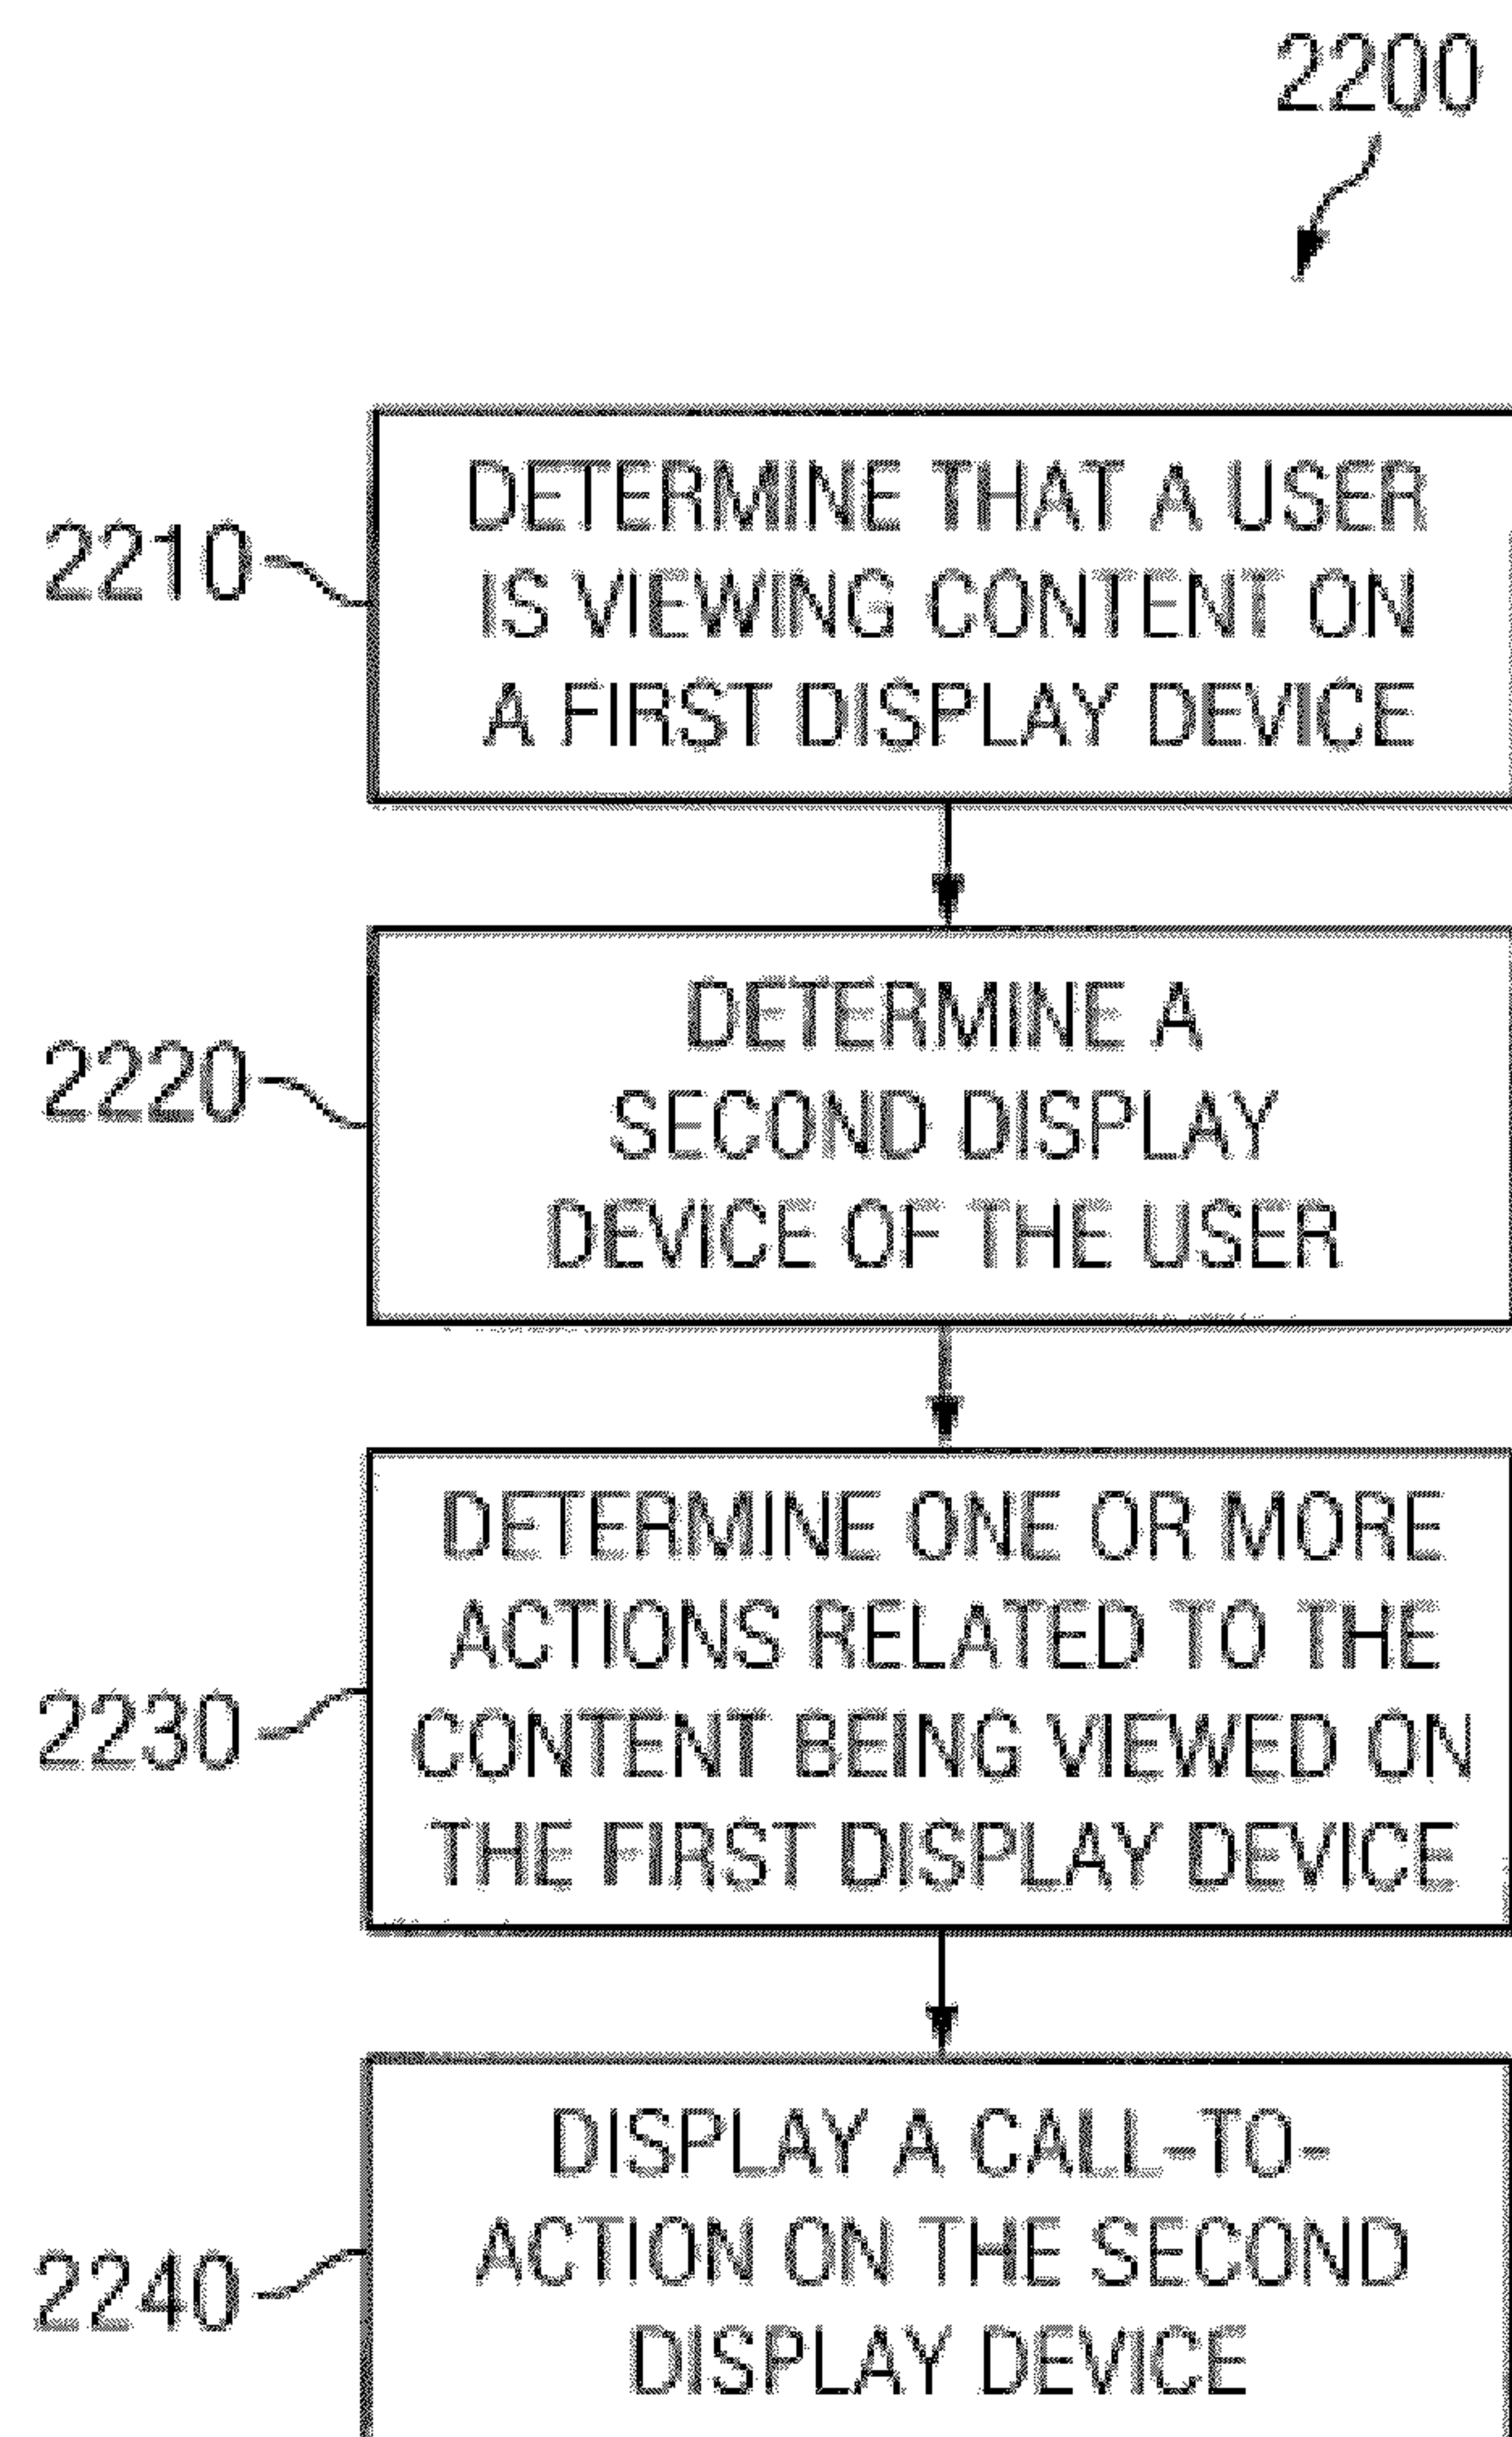 2200
2210
DETERMINE THAT A USER
IS VIEWING CONTENT ON
A FIRST DISPLAY DEVICE
2220
DETERMINE A
SECOND DISPLAY
DEVICE OF THE USER
2230
DETERMINE ONE OR MORE
ACTIONS RELATED TO THE
CONTENT BEING VIEWED ON
THE FIRST DISPLAY DEVICE
2240
DISPLAY A CALL-TO-
ACTION ON THE SECOND
DISPLAY DEVICE